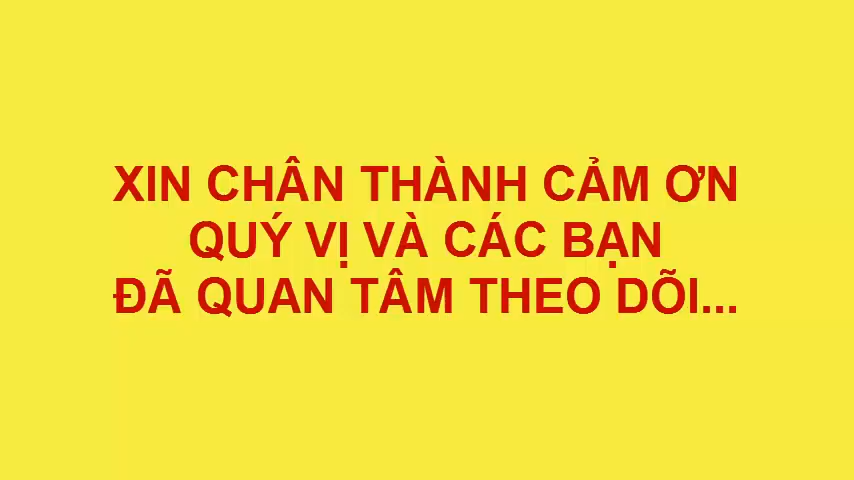 XIN CHÂN THÀNH CẢM ƠN
QUÝ VỊ VÀ CÁC BẠN
ĐÃ QUAN TÂM THEO DÕI...